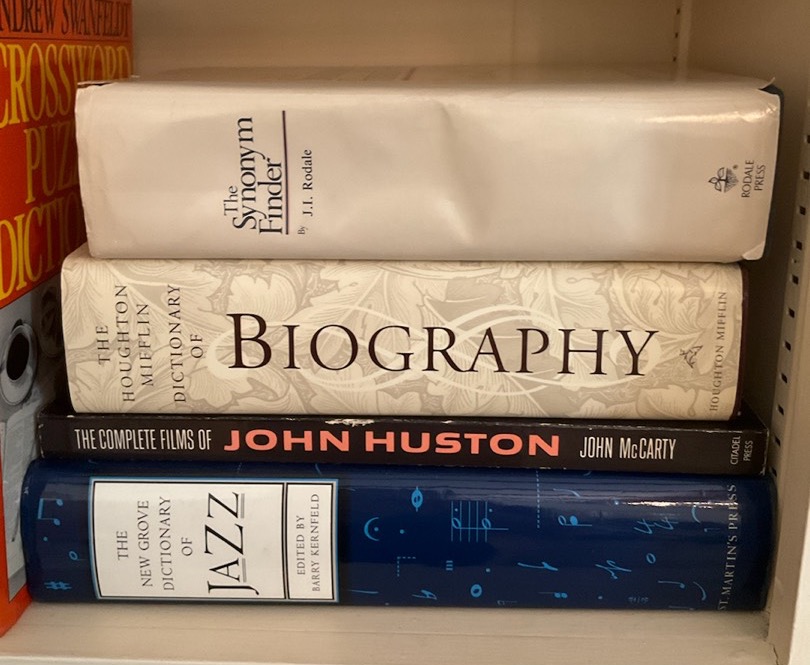 ANDREW SWANFELDT
CROSSWORD
PUZ
DICTI
The
Synonym
Finder
By J.I. Rodale
RODALE
PRESS
THE
HOUGHTON
MIFFLIN
DICTIONARY
OF
BIOGRAPHY
HOUGHTON MIFFLIN
THE COMPLETE FILMS OF JOHN HUSTON JOHN McCARTY
CITADEL
PRESS
THE
NEW GROVE
DICTIONARY
OF
JAZZ
EDITED BY
BARRY KERNFELD
ST. MARTIN'S PRESS